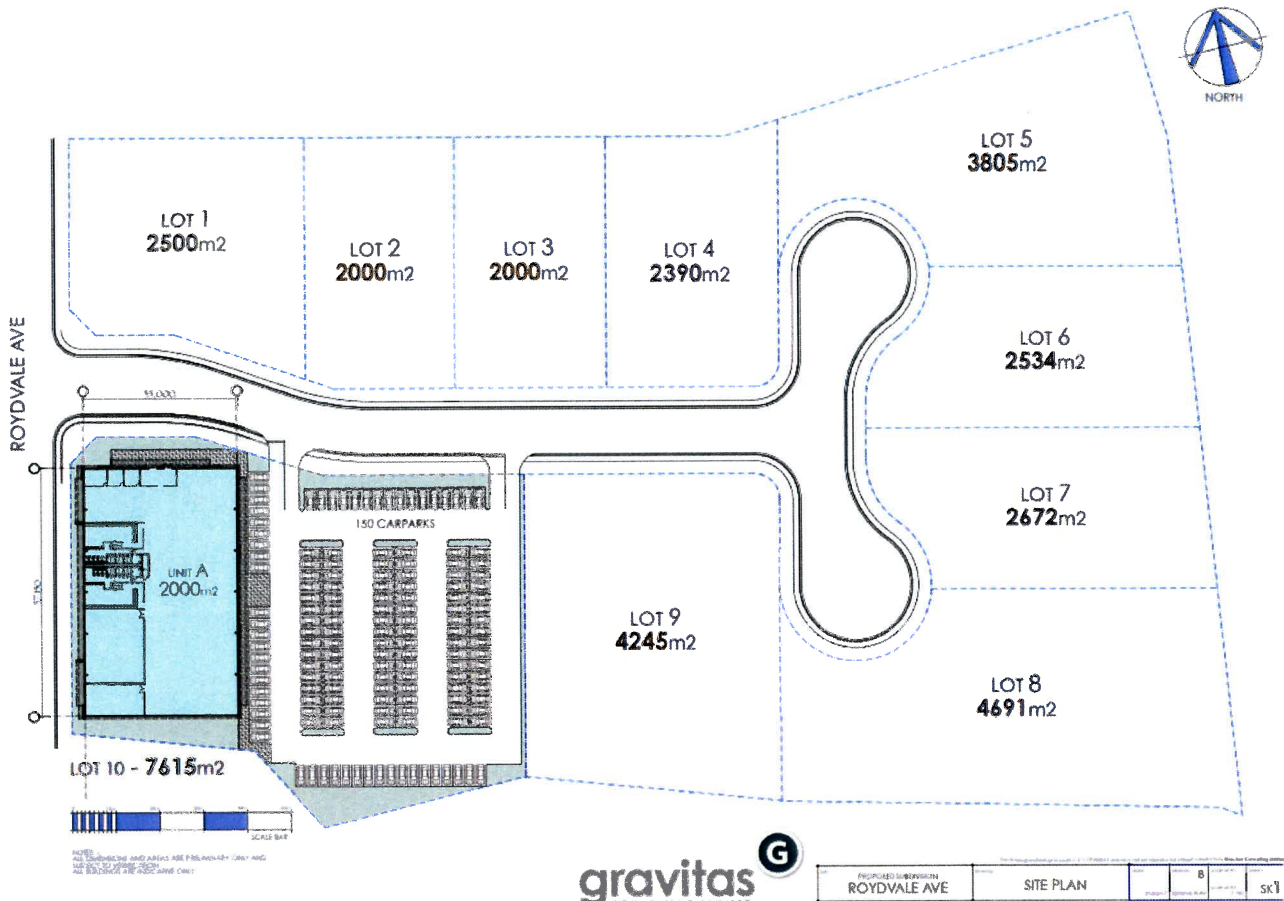 NORTH
LOT 5
3805m2
LOT 1
2500m2
LOT 2
2000m2
LOT 3
2000m2
LOT 4
2390m2
LOT 6
2534m2
ROYDVALE AVE
LOT 7
2672m2
150 CARPARKS
UNIT A
2000m2
LOT 9
4245m2
LOT 8
4691m2
LOT 10 - 7615m2
SCALE BAR
NOTES
ALL DIMENSIONS AND AREAS ARE PRELIMINARY ONLY AND
SUBJECT TO
ALL BUILDINGS ARE INDICATIVE ONLY
G
gravitas
PROPOSED SUBDIVISION
ROYDVALE AVE
SITE PLAN
B
SK1